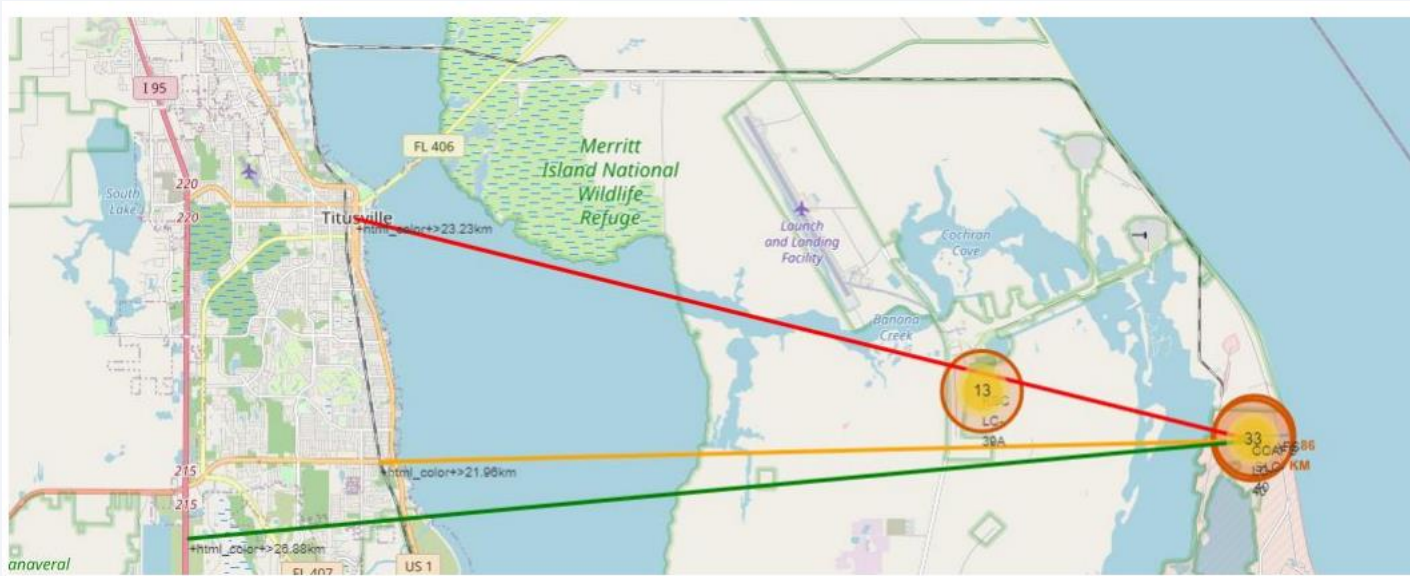 I 95
FL 406
Merritt
Island National
Wildlife
Refuge
South
Lake
220
220
Titusville
+html_color+>23.23km
Launch
and Landing
Facility
Cochran
Cove
Banana
Creek
13
LC-
39A
33
86
KM
215
215
+html_color+>21.96km
+html_color+>26.88km
anaveral
FL 407
US 1